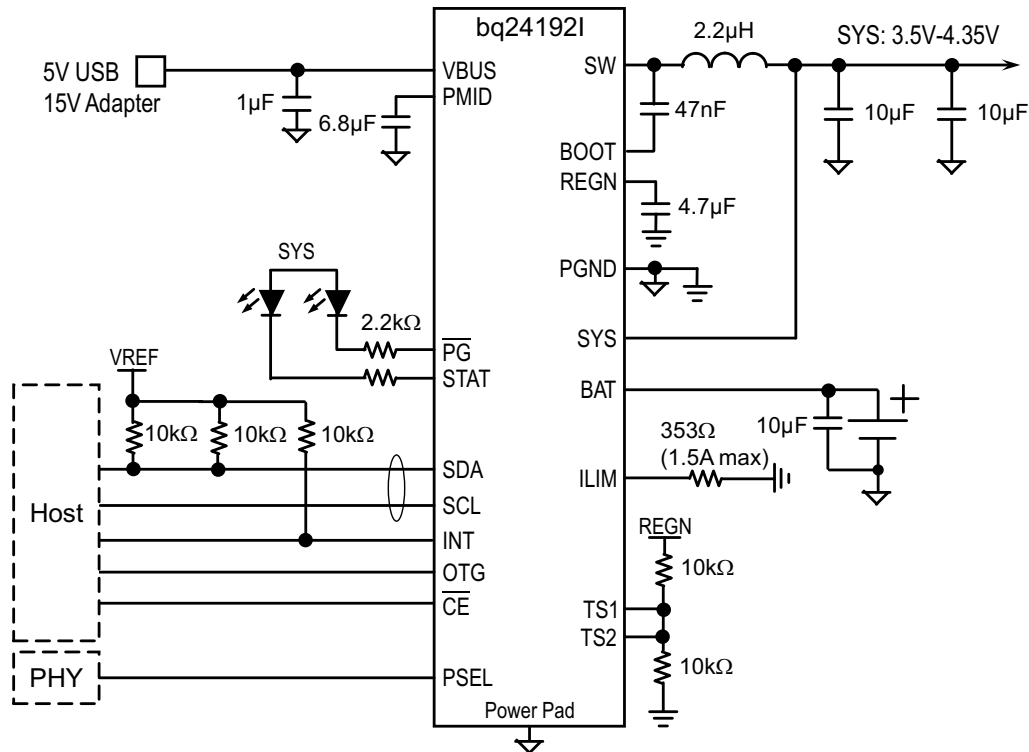 bq24192I
5V USB
15V Adapter
1µF
6.8µF
VBUS
PMID
SW
2.2µH
SYS: 3.5V-4.35V
47nF
10µF
10µF
BOOT
REGN
4.7µF
PGND
SYS
SYS
2.2kΩ
PG
STAT
VREF
10kΩ
10kΩ
10kΩ
BAT
10µF
+
353Ω
(1.5A max)
ILIM
Host
SDA
SCL
INT
OTG
CE
REGN
10kΩ
TS1
TS2
10kΩ
PHY
PSEL
Power Pad